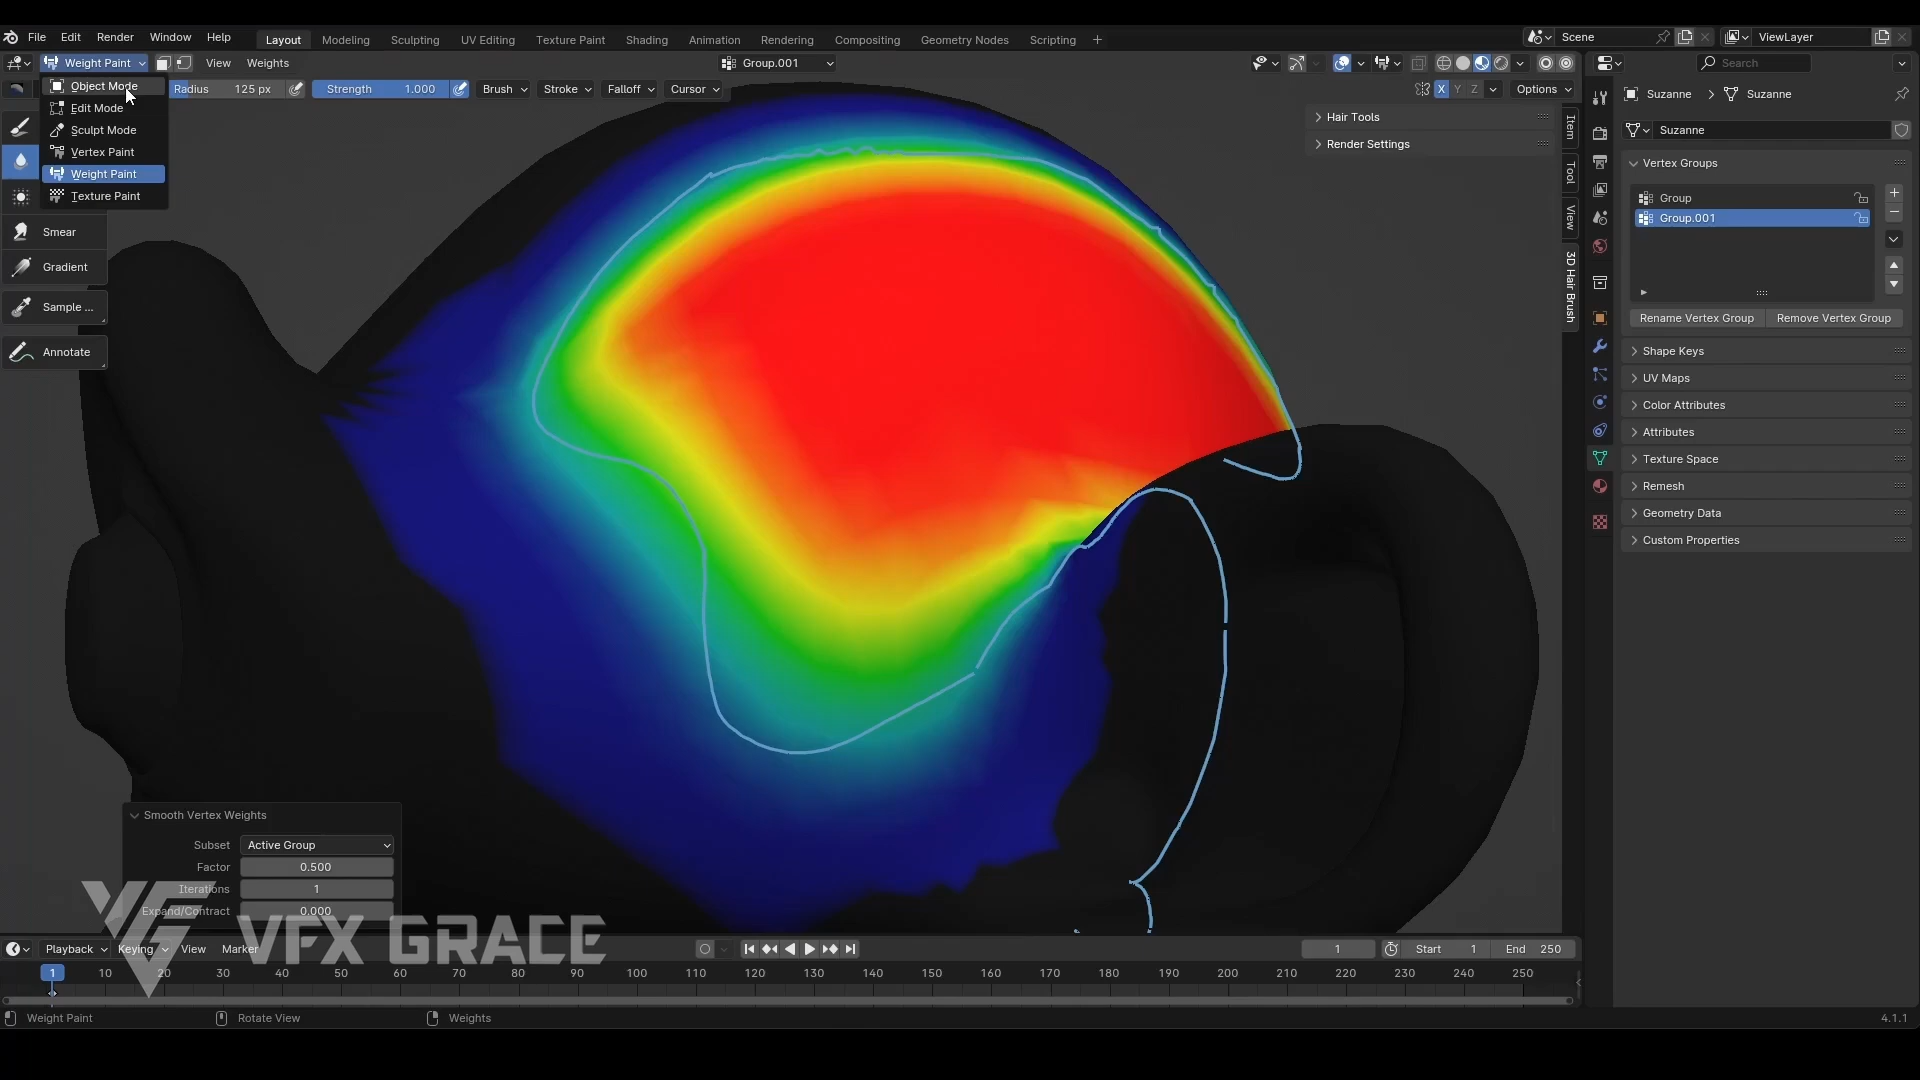 File Edit Render Window Help Layout Modeling Sculpting UV Editing Texture Paint Shading Animation Rendering Compositing Geometry Nodes Scripting + Scene ViewLayer
Weight Paint View Weights Group.001 Search
Object Mode Radius 125 px Strength 1.000 Brush Stroke Falloff Cursor X Y Z Options
Suzanne Suzanne
Edit Mode
Sculpt Mode
Vertex Paint
Weight Paint
Texture Paint
Smear
Gradient
Sample ...
Annotate
Hair Tools
Render Settings
Item
Tool
View
3D Hair Brush
Suzanne
Vertex Groups
Group
Group.001
Rename Vertex Group Remove Vertex Group
Shape Keys
UV Maps
Color Attributes
Attributes
Texture Space
Remesh
Geometry Data
Custom Properties
Smooth Vertex Weights
Subset Active Group
Factor 0.500
Iterations 1
Expand/Contract 0.000
VFX GRACE
Playback Keying View Marker 1 Start 1 End 250
1 10 20 30 40 50 60 70 80 90 100 110 120 130 140 150 160 170 180 190 200 210 220 230 240 250
Weight Paint Rotate View Weights 4.1.1